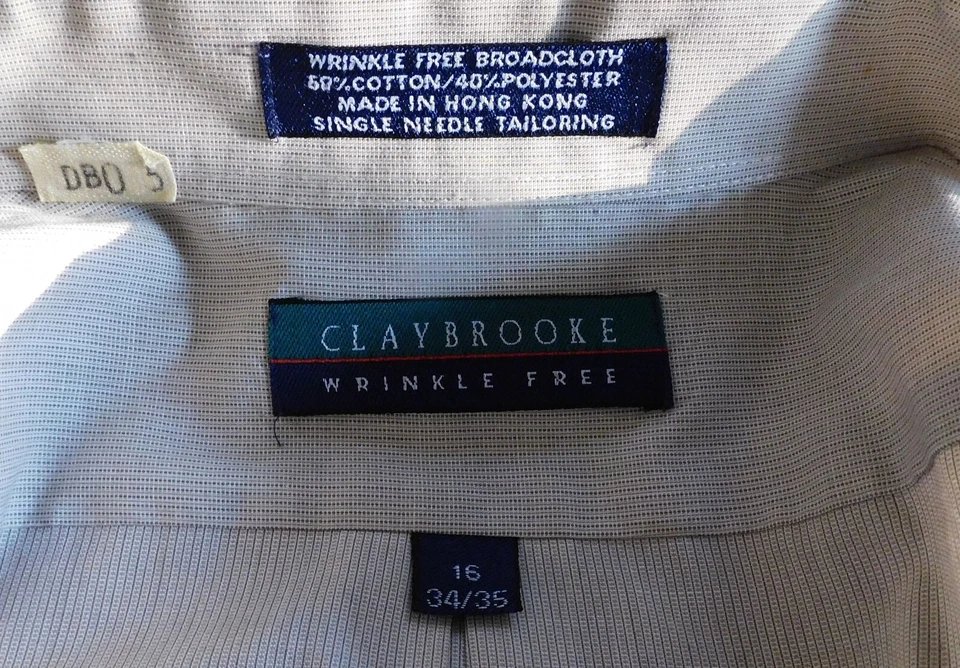 WRINKLE FREE BROADCLOTH
60% COTTON/40% POLYESTER
MADE IN HONG KONG
SINGLE NEEDLE TAILORING
DBO 5
CLAYBROOKE
WRINKLE FREE
16
34/35